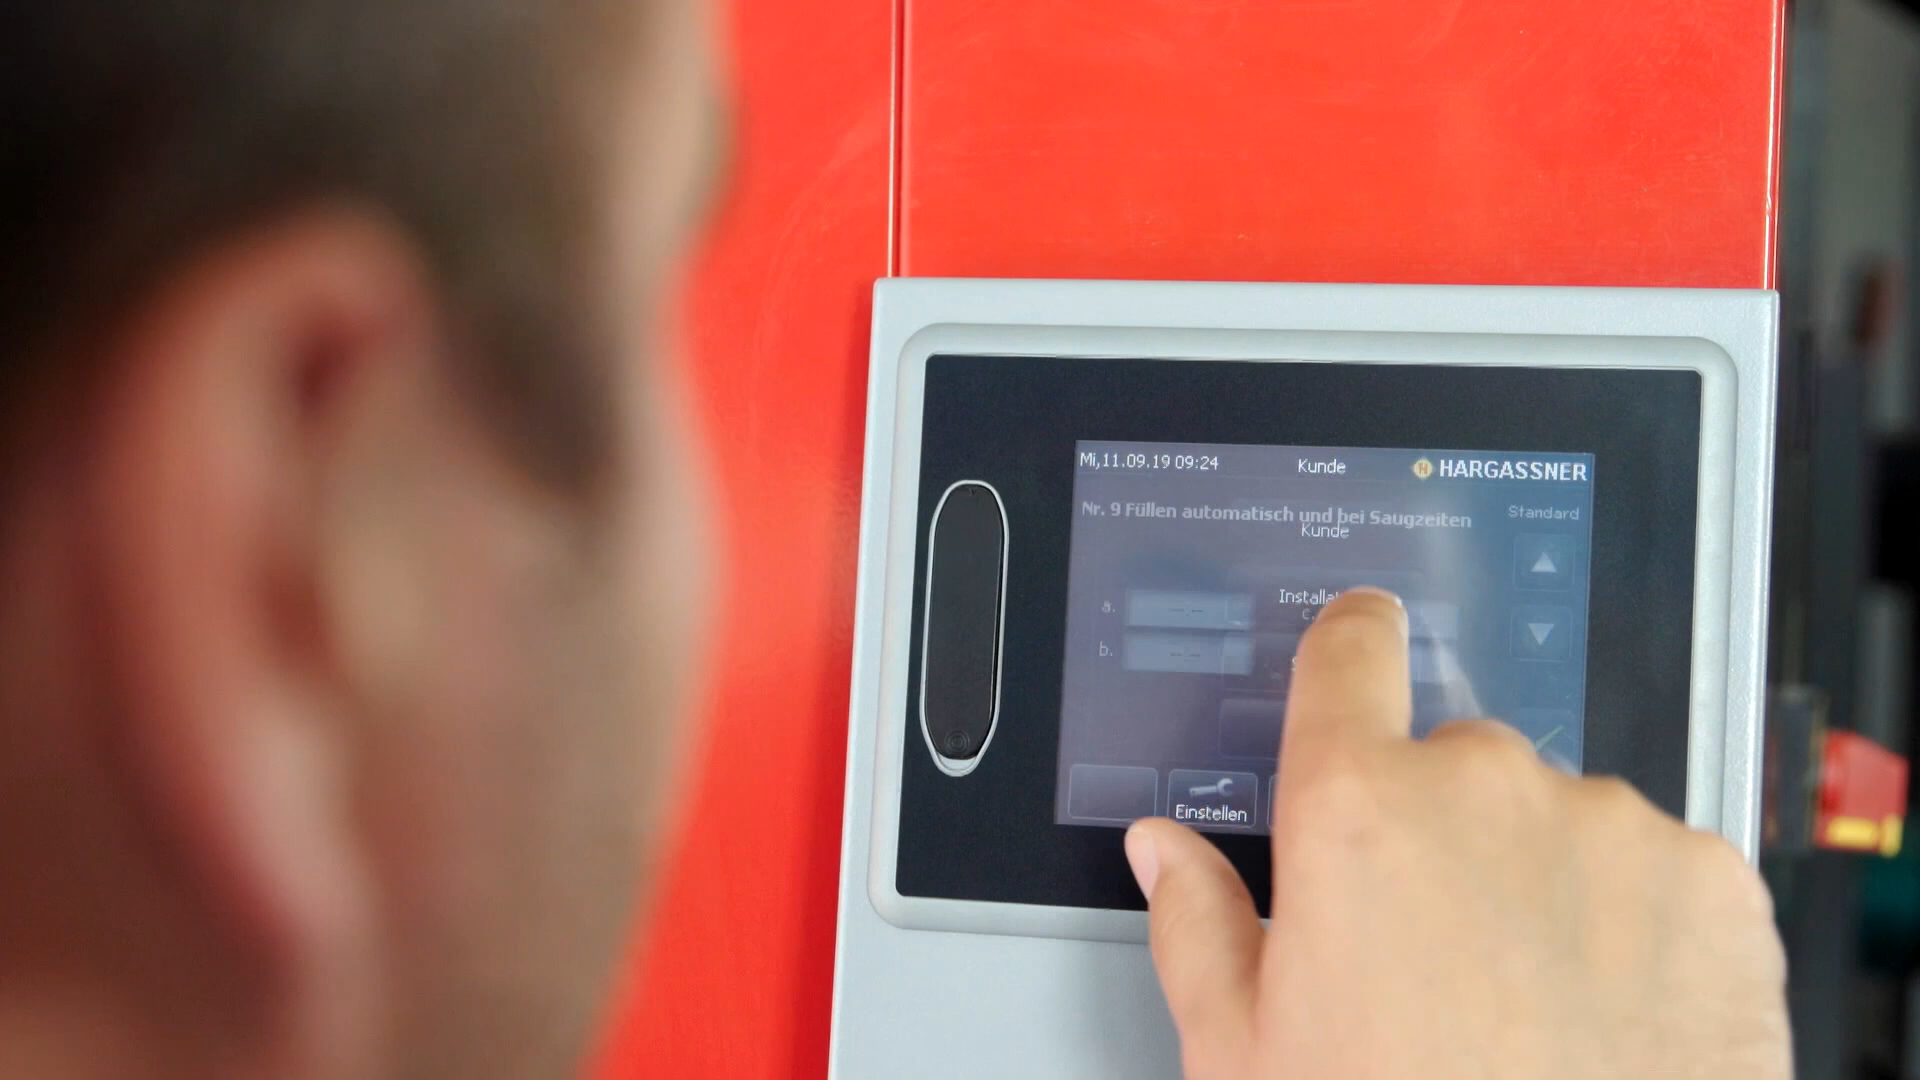 Mi,11.09.19 09:24 Kunde HARGASSNER
Nr. 9 Füllen automatisch und bei Saugzeiten Standard
Kunde
a.
b.
c.
Einstellen